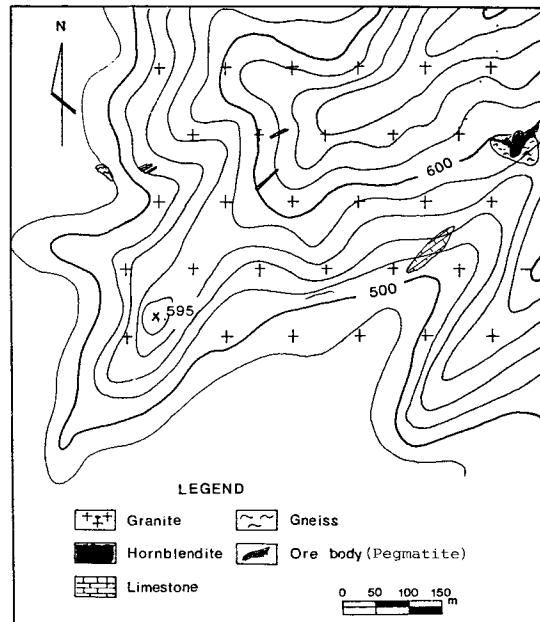 N
600
.595
500
LEGEND
Granite
Gneiss
Hornblendite
Ore body (Pegmatite)
Limestone
0 50 100 150
m